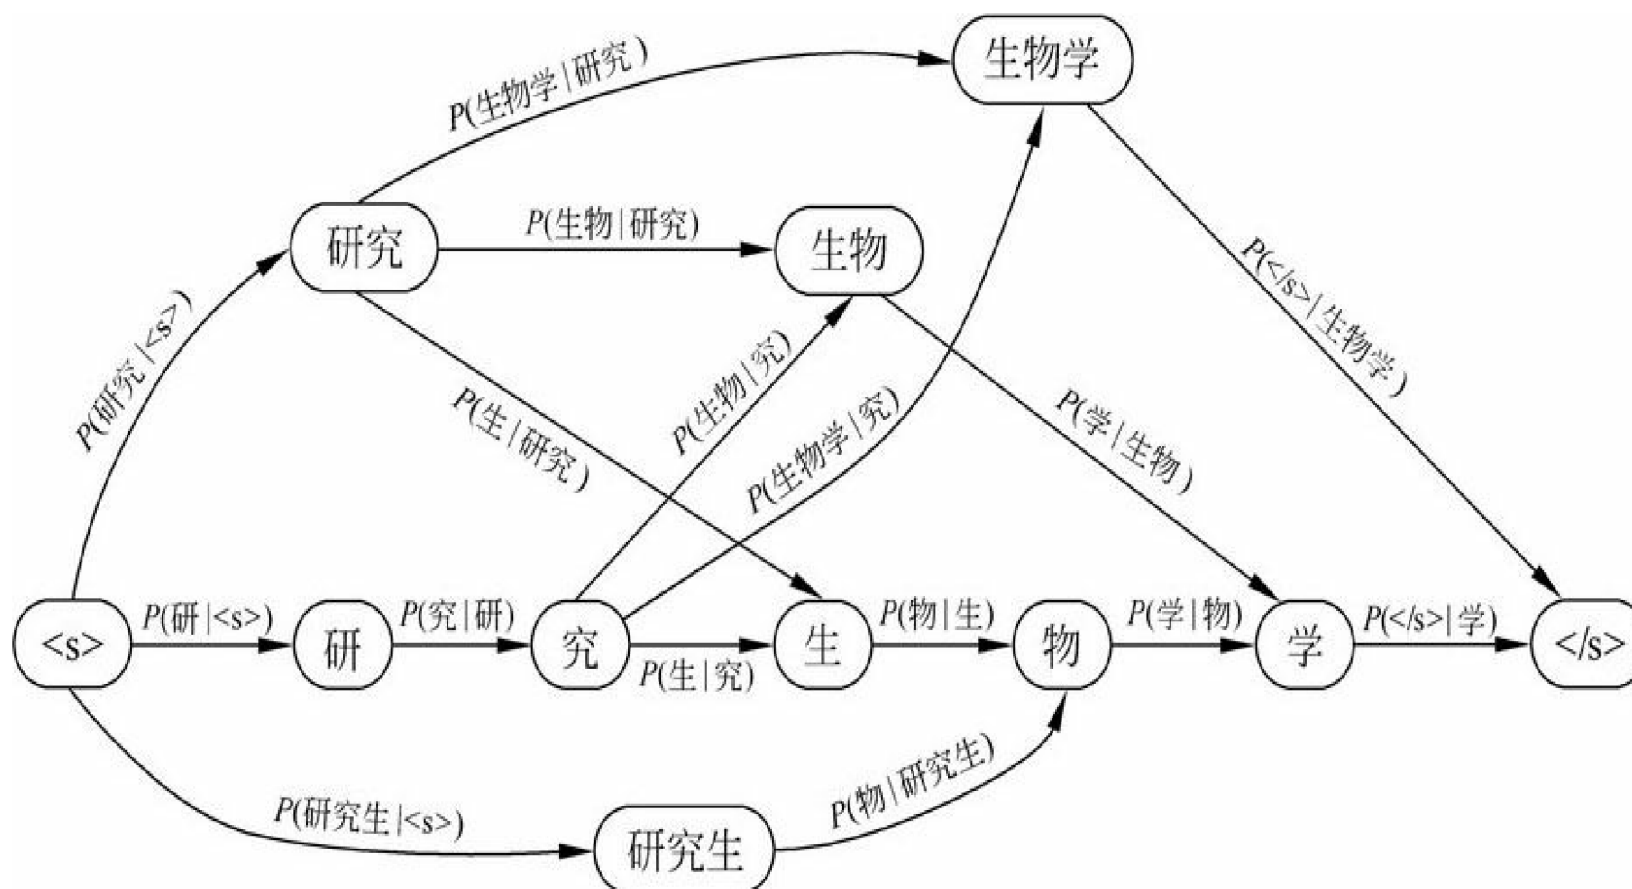 生物学
P(生物学|研究)
研究
P(生物|研究)
生物
P(研究|<s>)
P(生|研究)
P(生物|究)
P(生物学|究)
P(学|生物)
P(</s>|生物学)
<s>
P(研|<s>)
研
P(究|研)
究
P(生|究)
生
P(物|生)
物
P(学|物)
学
P(</s>|学)
</s>
P(研究生|<s>)
研究生
P(物|研究生)